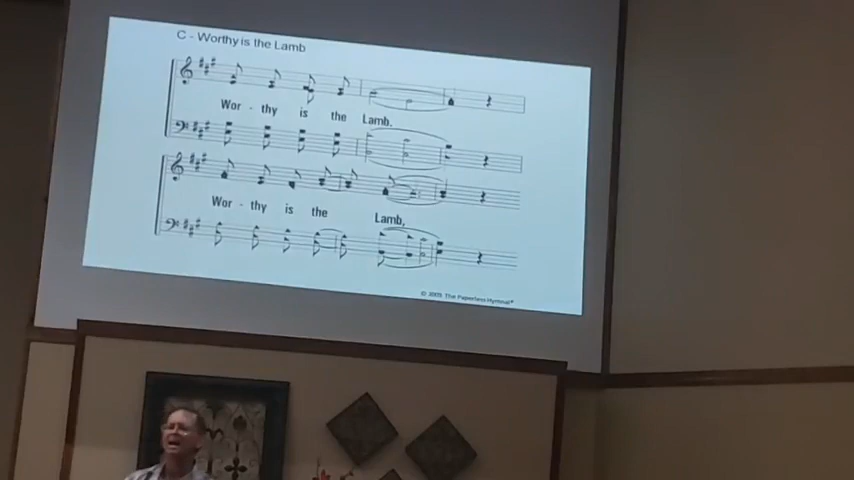 C - Worthy is the Lamb
Wor - thy is the Lamb,
Wor - thy is the Lamb,
© 2009, The Paperless Hymnal®